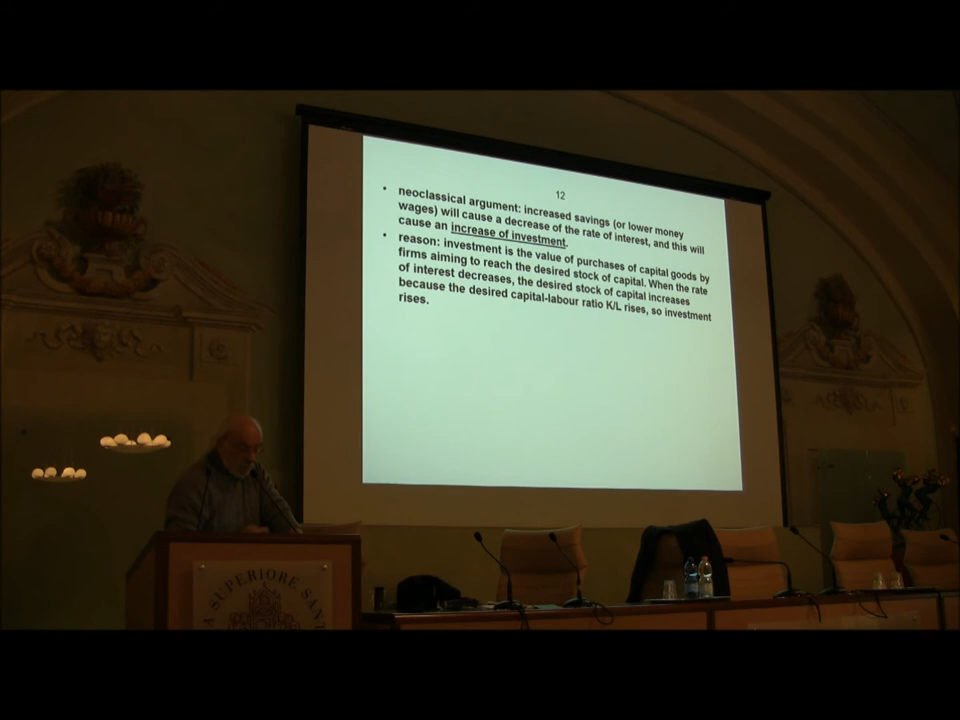 12
• neoclassical argument: increased savings (or lower money
wages) will cause a decrease of the rate of interest, and this will
cause an increase of investment.
• reason: investment is the value of purchases of capital goods by
firms aiming to reach the desired stock of capital. When the rate
of interest decreases, the desired stock of capital increases
because the desired capital-labour ratio K/L rises, so investment
rises.
A SUPERIORE SANT